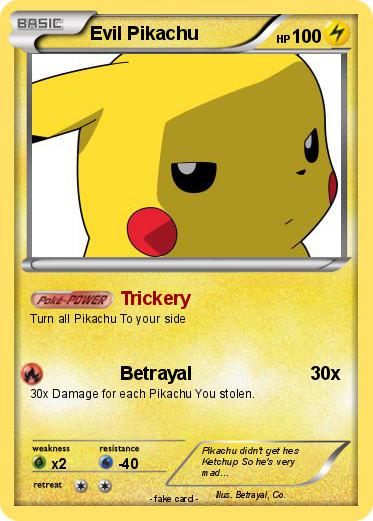 BASIC
Evil Pikachu
HP 100
Poké-POWER Trickery
Turn all Pikachu To your side
Betrayal 30x
30x Damage for each Pikachu You stolen.
weakness resistance
x2 -40
retreat
Pikachu didn't get hes
Ketchup So he's very
mad...
- fake card - Illus. Betrayal, Co.